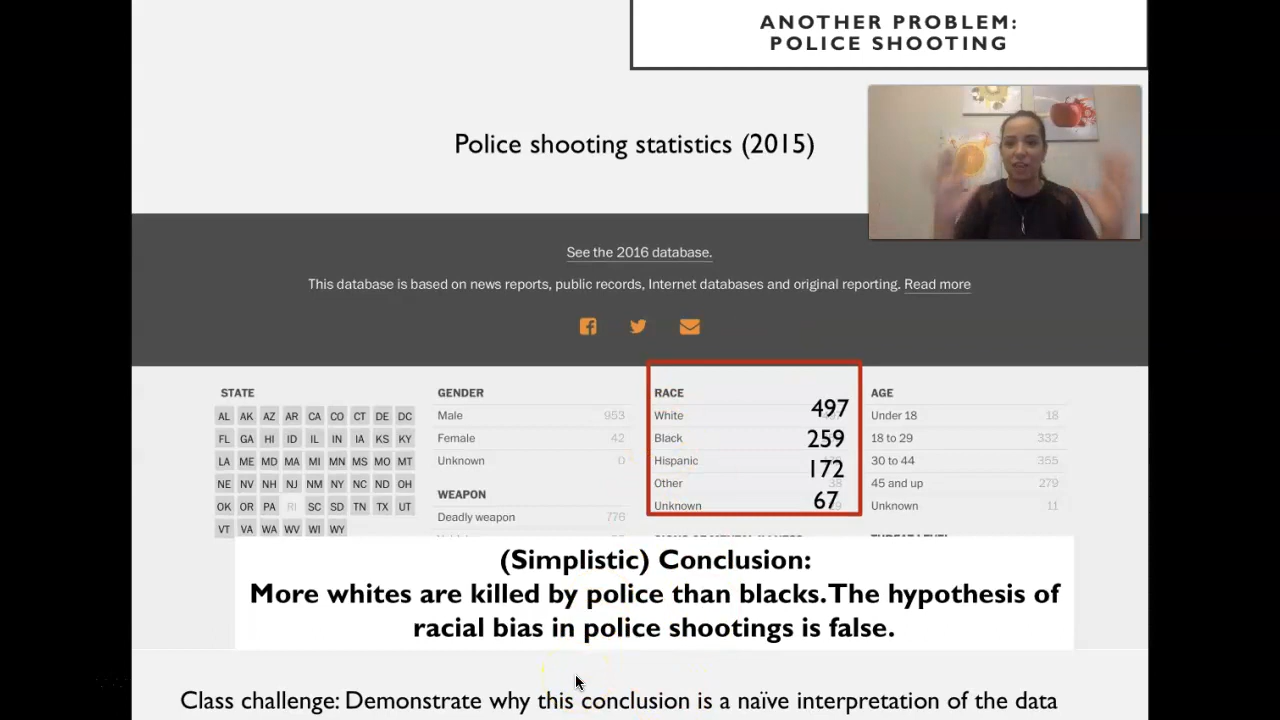 ANOTHER PROBLEM:
POLICE SHOOTING
Police shooting statistics (2015)
See the 2016 database.
This database is based on news reports, public records, Internet databases and original reporting. Read more
STATE
AL AK AZ AR CA CO CT DE DC
FL GA HI ID IL IN IA KS KY
LA ME MD MA MI MN MS MO MT
NE NV NH NJ NM NY NC ND OH
OK OR PA RI SC SD TN TX UT
VT VA WA WV WI WY
GENDER
Male 953
Female 42
Unknown 0
WEAPON
Deadly weapon 776
RACE
White 497
Black 259
Hispanic 172
Other 38
Unknown 67
AGE
Under 18 18
18 to 29 332
30 to 44 355
45 and up 279
Unknown 11
(Simplistic) Conclusion:
More whites are killed by police than blacks. The hypothesis of
racial bias in police shootings is false.
Class challenge: Demonstrate why this conclusion is a naïve interpretation of the data